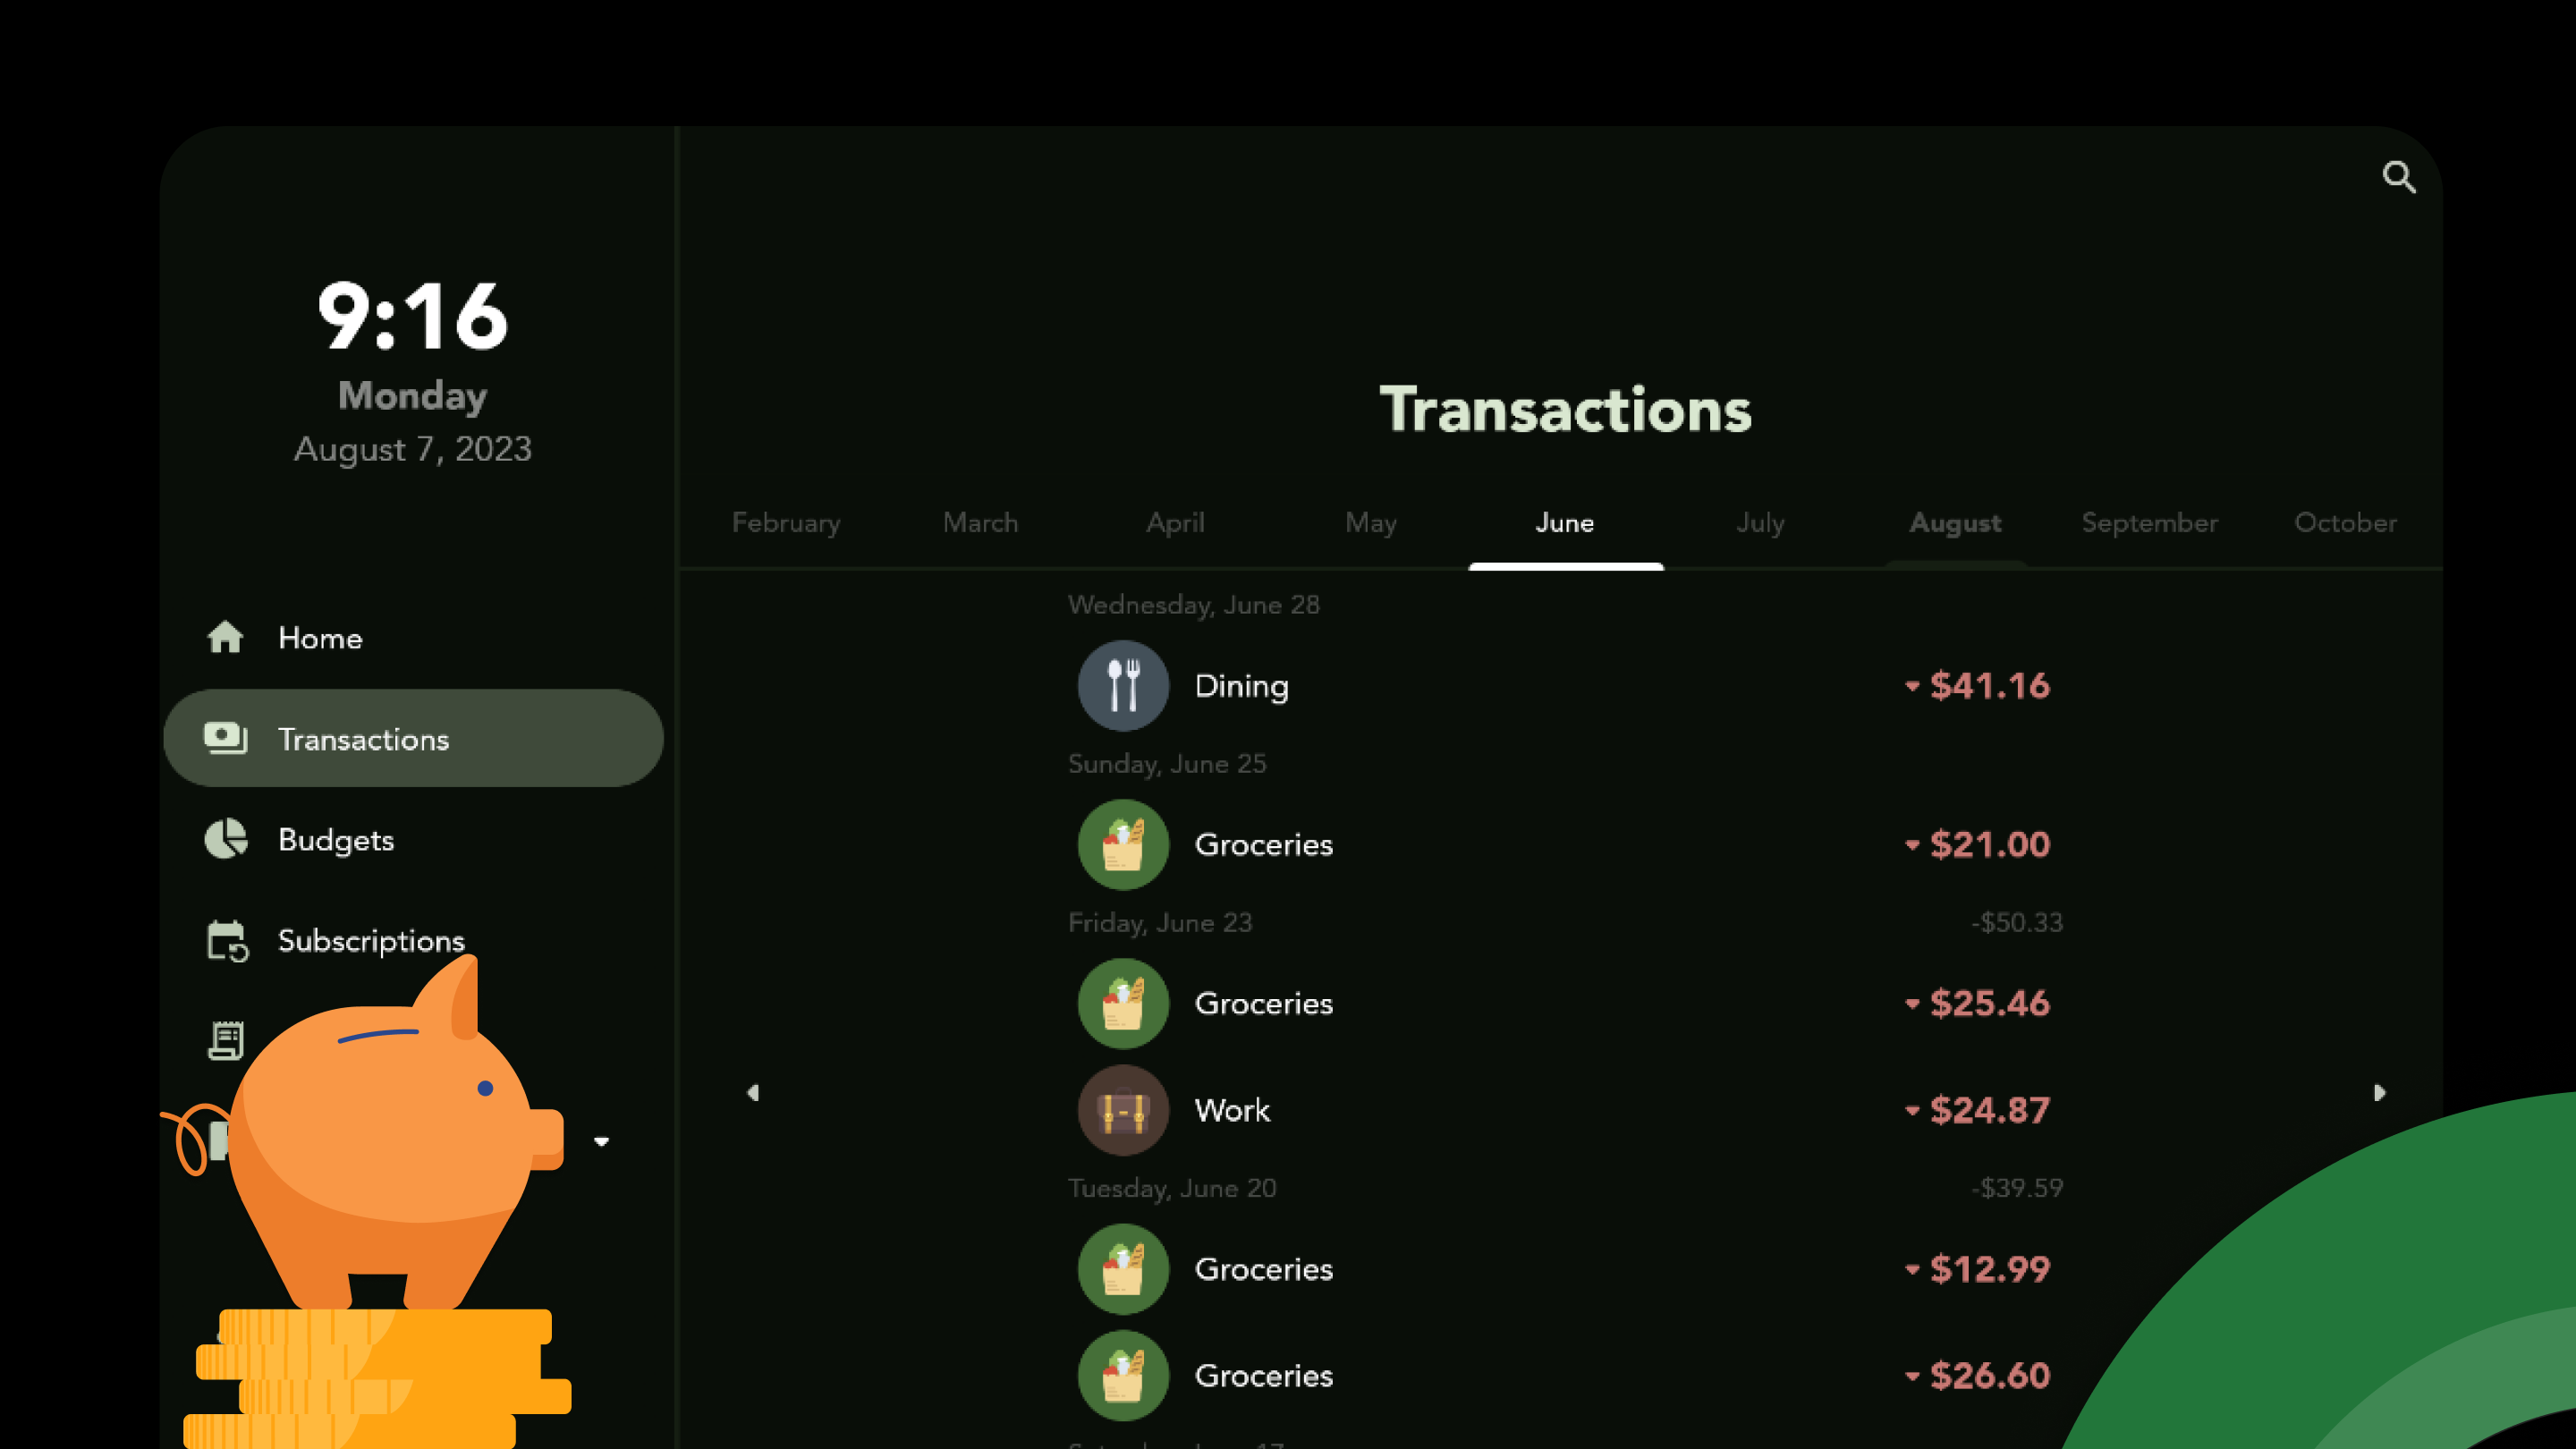 9:16
Monday
August 7, 2023
Home
Transactions
Budgets
Subscriptions
Transactions
February March April May June July August September October
Wednesday, June 28
Dining $41.16
Sunday, June 25
Groceries $21.00
Friday, June 23 -$50.33
Groceries $25.46
Work $24.87
Tuesday, June 20 -$39.59
Groceries $12.99
Groceries $26.60